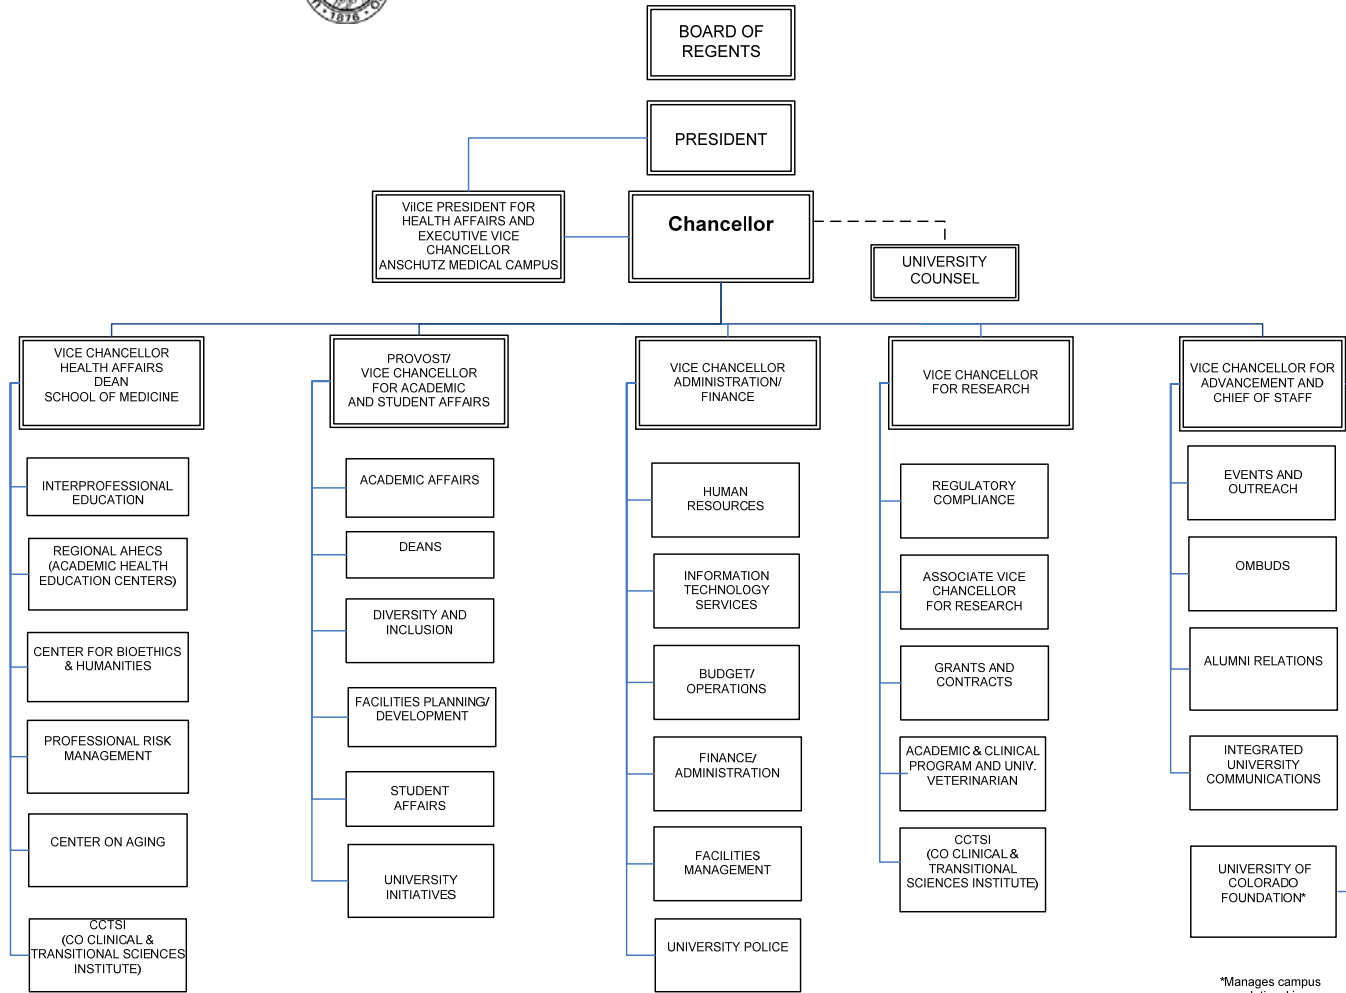 1876
BOARD OF
REGENTS
PRESIDENT
ViICE PRESIDENT FOR
HEALTH AFFAIRS AND
EXECUTIVE VICE
CHANCELLOR
ANSCHUTZ MEDICAL CAMPUS
Chancellor
UNIVERSITY
COUNSEL
VICE CHANCELLOR
HEALTH AFFAIRS
DEAN
SCHOOL OF MEDICINE
INTERPROFESSIONAL
EDUCATION
REGIONAL AHECS
(ACADEMIC HEALTH
EDUCATION CENTERS)
CENTER FOR BIOETHICS
& HUMANITIES
PROFESSIONAL RISK
MANAGEMENT
CENTER ON AGING
CCTSI
(CO CLINICAL &
TRANSITIONAL SCIENCES
INSTITUTE)
PROVOST/
VICE CHANCELLOR
FOR ACADEMIC
AND STUDENT AFFAIRS
ACADEMIC AFFAIRS
DEANS
DIVERSITY AND
INCLUSION
FACILITIES PLANNING/
DEVELOPMENT
STUDENT
AFFAIRS
UNIVERSITY
INITIATIVES
VICE CHANCELLOR
ADMINISTRATION/
FINANCE
HUMAN
RESOURCES
INFORMATION
TECHNOLOGY
SERVICES
BUDGET/
OPERATIONS
FINANCE/
ADMINISTRATION
FACILITIES
MANAGEMENT
UNIVERSITY POLICE
VICE CHANCELLOR
FOR RESEARCH
REGULATORY
COMPLIANCE
ASSOCIATE VICE
CHANCELLOR
FOR RESEARCH
GRANTS AND
CONTRACTS
ACADEMIC & CLINICAL
PROGRAM AND UNIV.
VETERINARIAN
CCTSI
(CO CLINICAL &
TRANSITIONAL
SCIENCES INSTITUTE)
VICE CHANCELLOR FOR
ADVANCEMENT AND
CHIEF OF STAFF
EVENTS AND
OUTREACH
OMBUDS
ALUMNI RELATIONS
INTEGRATED
UNIVERSITY
COMMUNICATIONS
UNIVERSITY OF
COLORADO
FOUNDATION*
*Manages campus